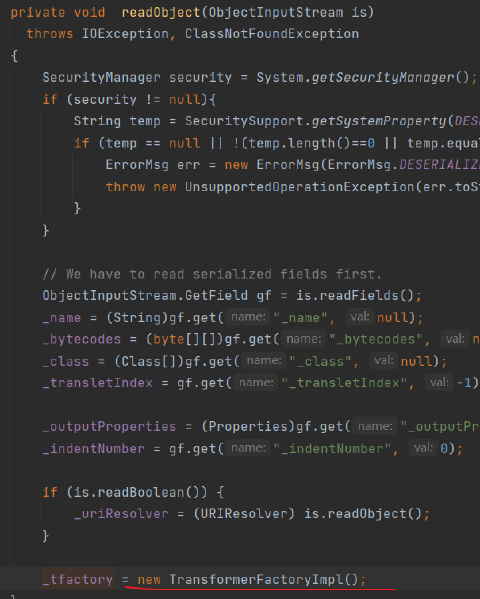 private void  readObject(ObjectInputStream is)
throws IOException, ClassNotFoundException
{
SecurityManager security = System.getSecurityManager();
if (security != null){
String temp = SecuritySupport.getSystemProperty(DES
if (temp == null || !(temp.length()==0 || temp.equa
ErrorMsg err = new ErrorMsg(ErrorMsg.DESERIALIZ
throw new UnsupportedOperationException(err.toSt
}
}
// We have to read serialized fields first.
ObjectInputStream.GetField gf = is.readFields();
_name = (String)gf.get( name: "_name", val: null);
_bytecodes = (byte[][])gf.get( name: "_bytecodes", val: n
_class = (Class[])gf.get( name: "_class", val: null);
_transletIndex = gf.get( name: "_transletIndex", val: -1)
_outputProperties = (Properties)gf.get( name: "_outputPr
_indentNumber = gf.get( name: "_indentNumber", val: 0);
if (is.readBoolean()) {
_uriResolver = (URIResolver) is.readObject();
}
_tfactory = new TransformerFactoryImpl();